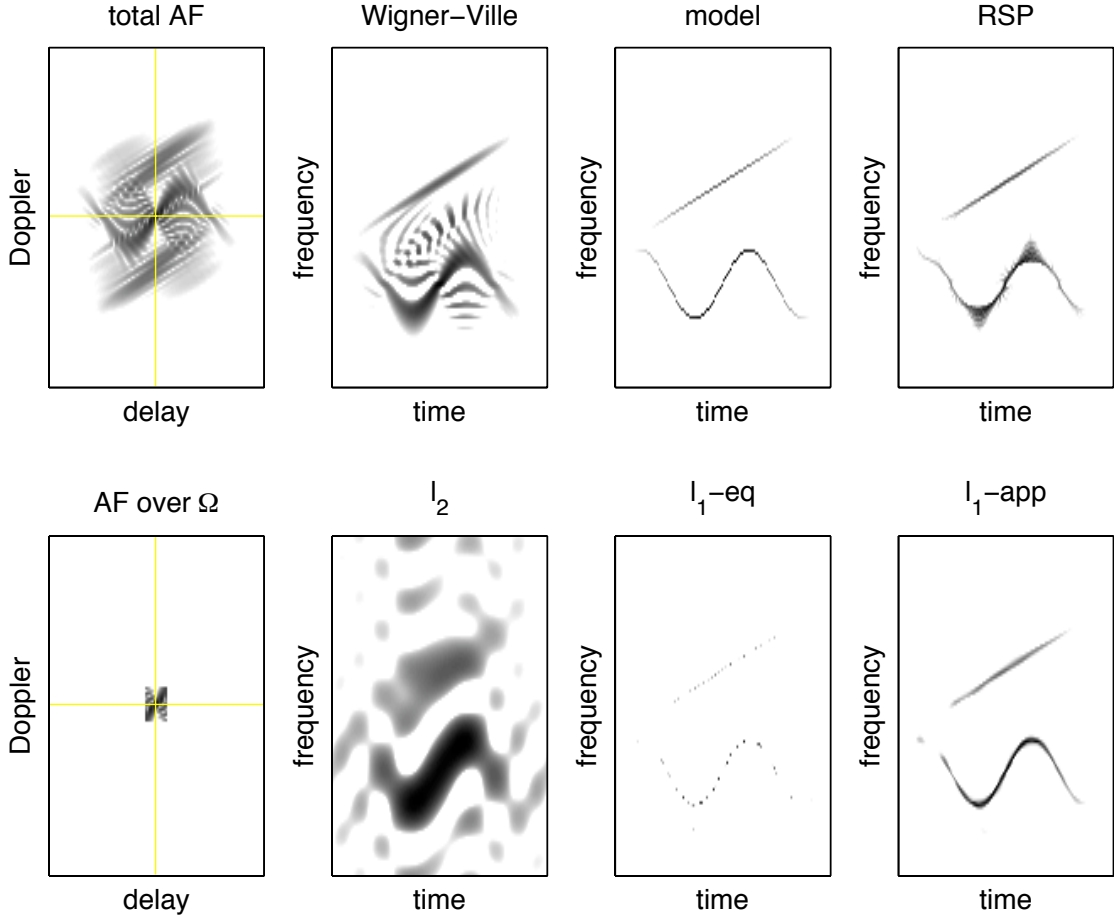 total AF
Wigner−Ville
model
RSP
Doppler
frequency
frequency
frequency
delay
time
time
time
AF over Ω
l2
l1−eq
l1−app
Doppler
frequency
frequency
frequency
delay
time
time
time